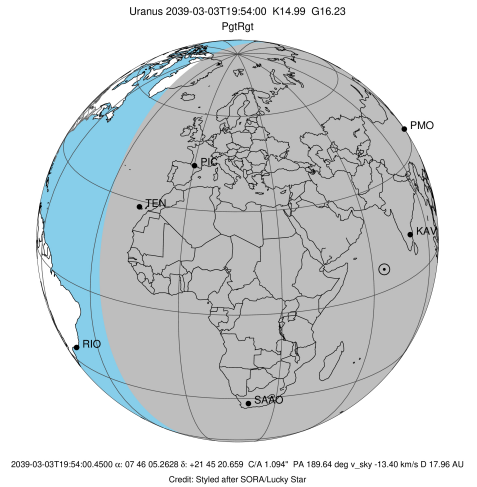 Uranus 2039-03-03T19:54:00 K14.99 G16.23
PgtRgt
PMO
PIC
TEN
KAV
RIO
SAAO
2039-03-03T19:54:00.4500 α: 07 46 05.2628 δ: +21 45 20.659 C/A 1.094" PA 189.64 deg v_sky -13.40 km/s D 17.96 AU
Credit: Styled after SORA/Lucky Star